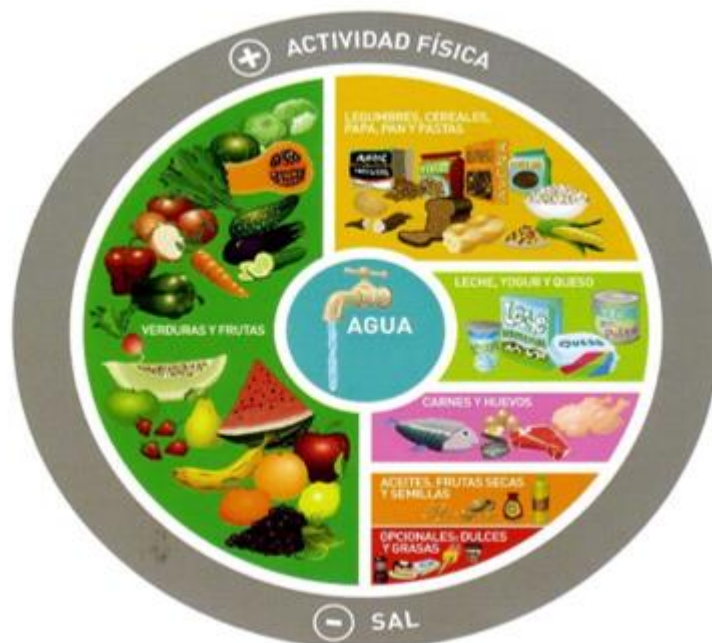 + ACTIVIDAD FÍSICA
LEGUMBRES, CEREALES,
PAPA, PAN Y PASTAS
LECHE, YOGUR Y QUESO
QUESO
AGUA
VERDURAS Y FRUTAS
CARNES Y HUEVOS
ACEITES, FRUTAS SECAS
Y SEMILLAS
OPCIONALES: DULCES
Y GRASAS
- SAL